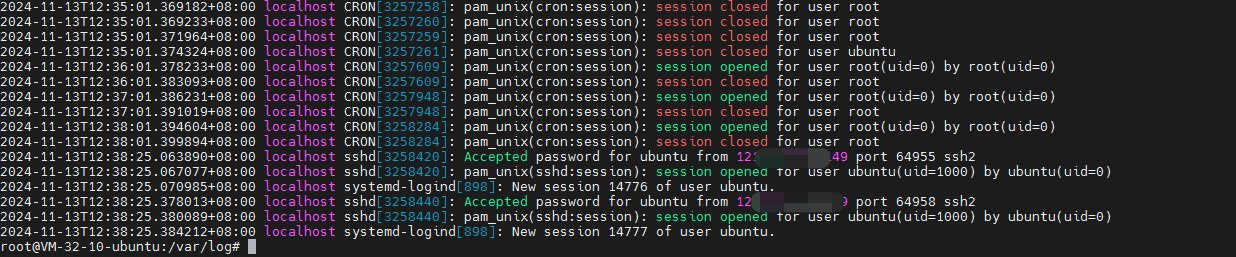 2024-11-13T12:35:01.369182+08:00 localhost CRON[3257258]: pam_unix(cron:session): session closed for user root
2024-11-13T12:35:01.369233+08:00 localhost CRON[3257260]: pam_unix(cron:session): session closed for user root
2024-11-13T12:35:01.371964+08:00 localhost CRON[3257259]: pam_unix(cron:session): session closed for user root
2024-11-13T12:35:01.374324+08:00 localhost CRON[3257261]: pam_unix(cron:session): session closed for user ubuntu
2024-11-13T12:36:01.378233+08:00 localhost CRON[3257609]: pam_unix(cron:session): session opened for user root(uid=0) by root(uid=0)
2024-11-13T12:36:01.383093+08:00 localhost CRON[3257609]: pam_unix(cron:session): session closed for user root
2024-11-13T12:37:01.386231+08:00 localhost CRON[3257948]: pam_unix(cron:session): session opened for user root(uid=0) by root(uid=0)
2024-11-13T12:37:01.391019+08:00 localhost CRON[3257948]: pam_unix(cron:session): session closed for user root
2024-11-13T12:38:01.394604+08:00 localhost CRON[3258284]: pam_unix(cron:session): session opened for user root(uid=0) by root(uid=0)
2024-11-13T12:38:01.399894+08:00 localhost CRON[3258284]: pam_unix(cron:session): session closed for user root
2024-11-13T12:38:25.063890+08:00 localhost sshd[3258420]: Accepted password for ubuntu from port 64955 ssh2
2024-11-13T12:38:25.067077+08:00 localhost sshd[3258420]: pam_unix(sshd:session): session opened for user ubuntu(uid=1000) by ubuntu(uid=0)
2024-11-13T12:38:25.070985+08:00 localhost systemd-logind[898]: New session 14776 of user ubuntu.
2024-11-13T12:38:25.378013+08:00 localhost sshd[3258440]: Accepted password for ubuntu from port 64958 ssh2
2024-11-13T12:38:25.380089+08:00 localhost sshd[3258440]: pam_unix(sshd:session): session opened for user ubuntu(uid=1000) by ubuntu(uid=0)
2024-11-13T12:38:25.384212+08:00 localhost systemd-logind[898]: New session 14777 of user ubuntu.
root@VM-32-10-ubuntu:/var/log#